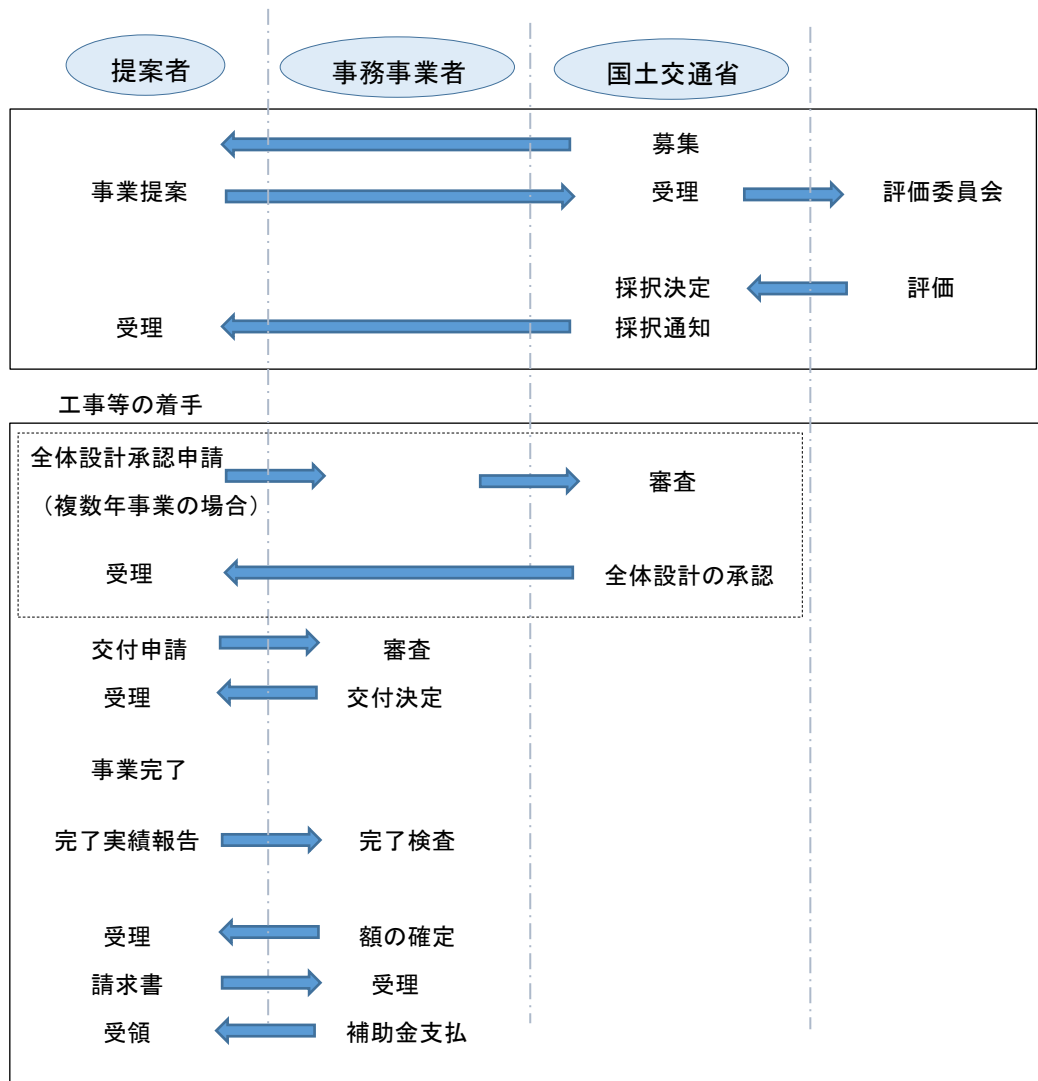 提案者
事務事業者
国土交通省
募集
事業提案
受理
評価委員会
採択決定
評価
受理
採択通知
工事等の着手
全体設計承認申請
（複数年事業の場合）
審査
受理
全体設計の承認
交付申請
審査
受理
交付決定
事業完了
完了実績報告
完了検査
受理
額の確定
請求書
受理
受領
補助金支払